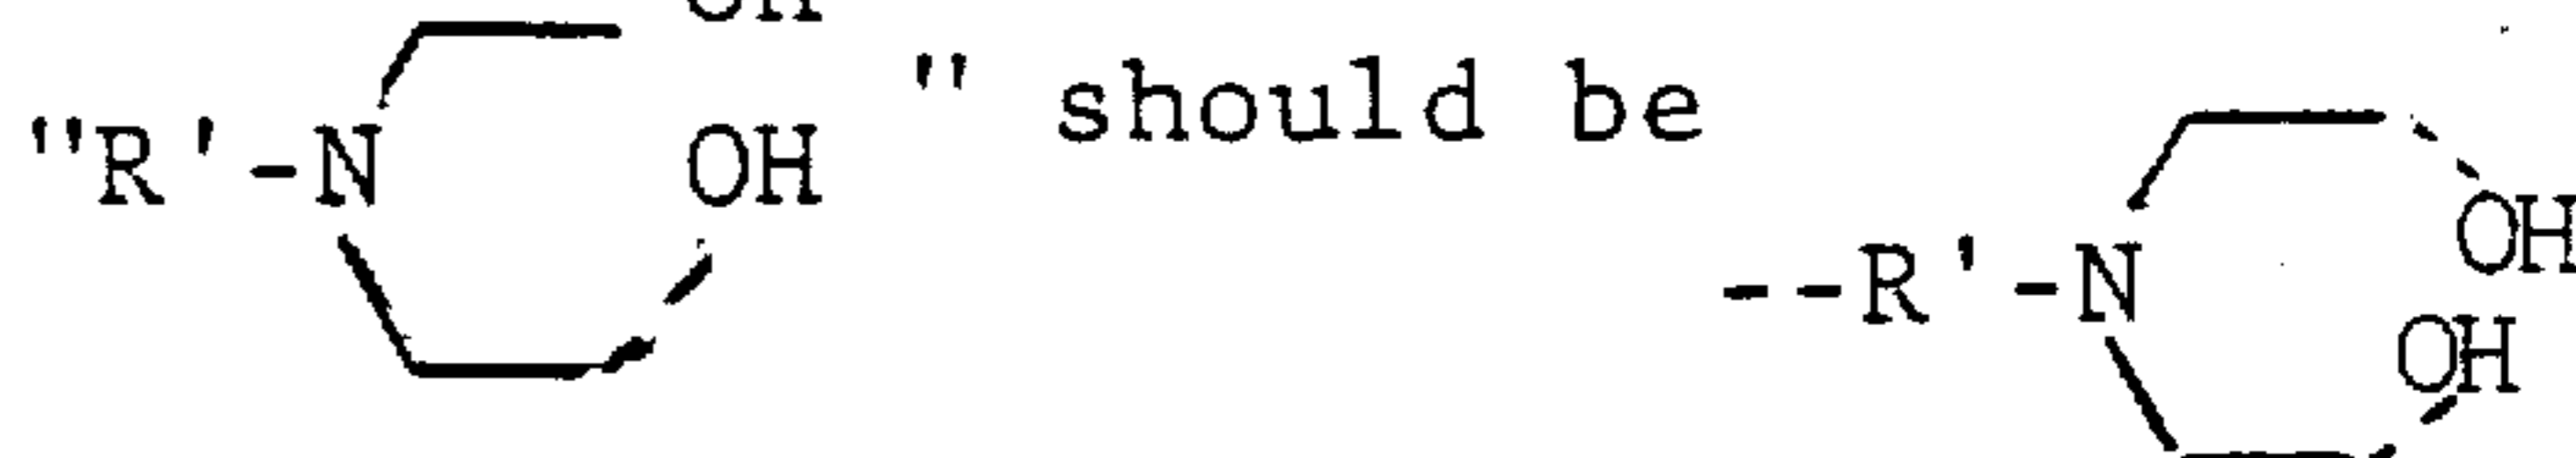 OH
" should be
"R'-N
OH
OH
--R'-N
OH